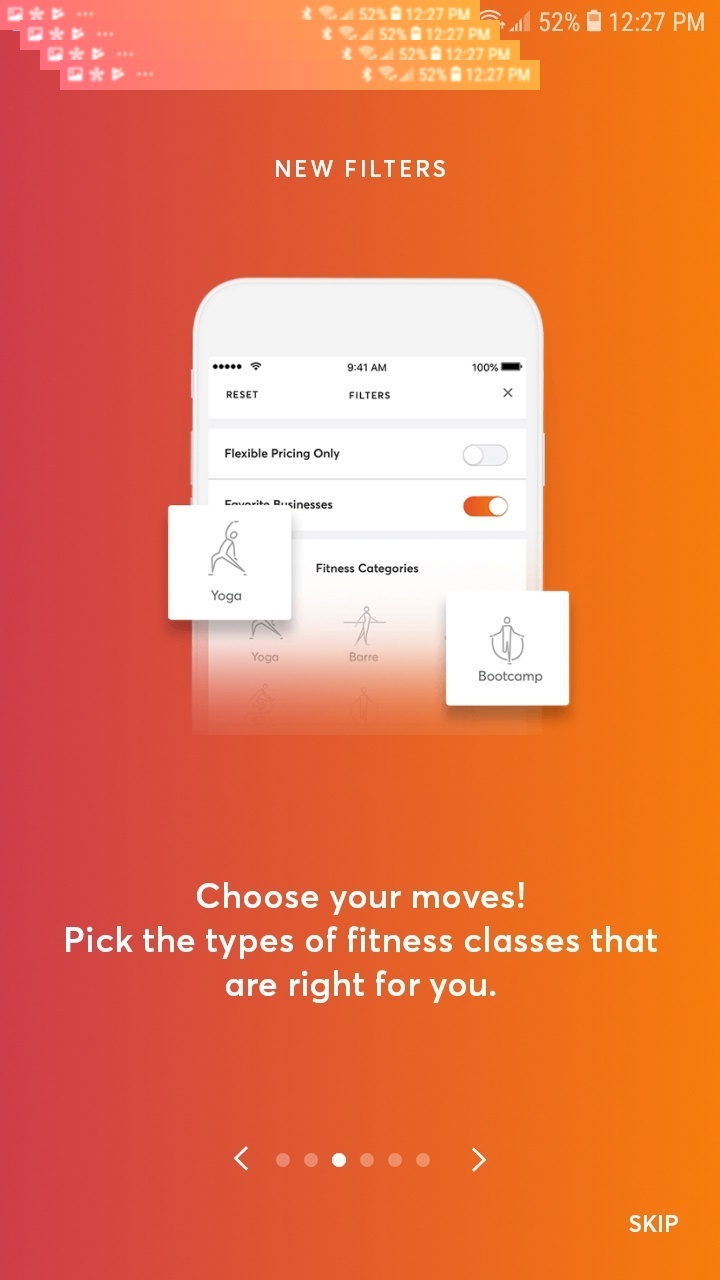 52% 12:27 PM
52% 12:27 PM
52% 12:27 PM
52% 12:27 PM
52% 12:27 PM
NEW FILTERS
9:41 AM 100%
RESET FILTERS
Flexible Pricing Only
Favorite Businesses
Fitness Categories
Yoga
Yoga Barre
Bootcamp
Choose your moves!
Pick the types of fitness classes that
are right for you.
SKIP